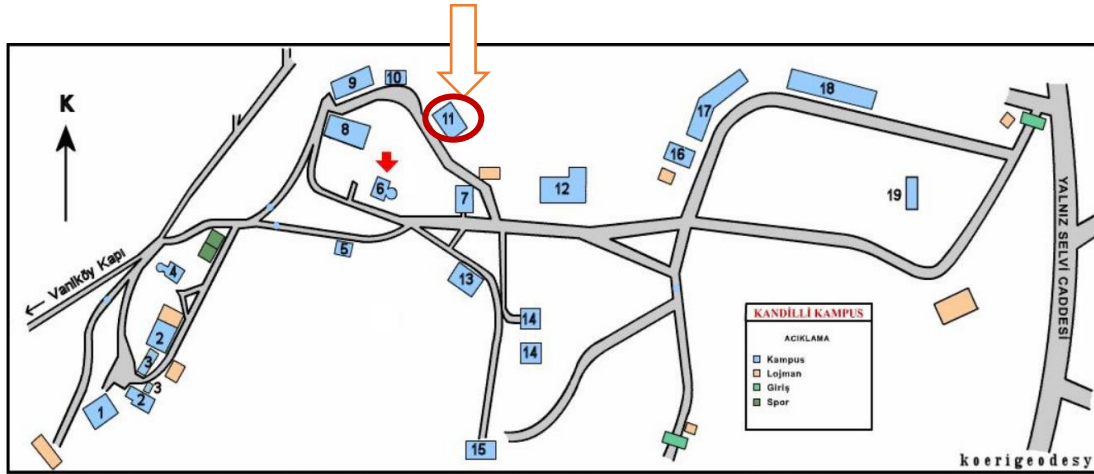 K
9
10
11
8
6
7
12
17
18
16
19
5
4
← Vaniköy Kapı
13
2
3
14
14
3
2
1
15
YALNIZ SELVİ CADDESİ
KANDİLLİ KAMPUS
ACIKLAMA
Kampus
Lojman
Giriş
Spor
koerigeodesy